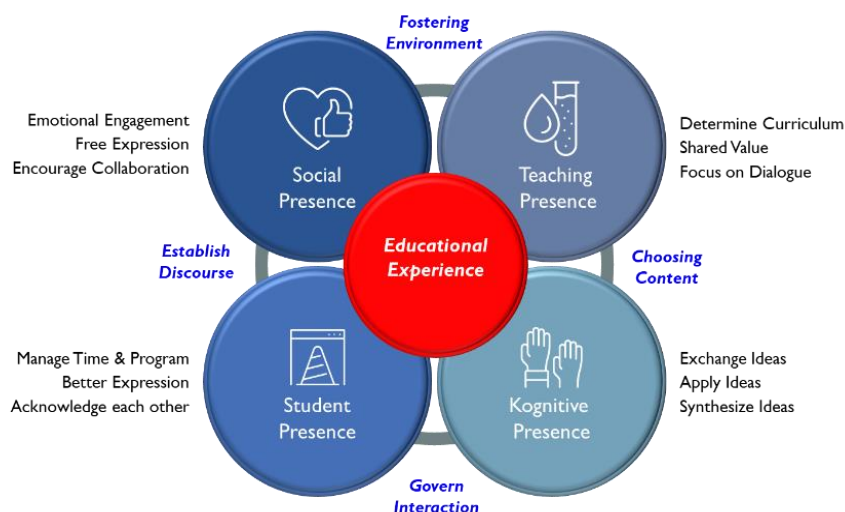 Fostering
Environment
Emotional Engagement
Free Expression
Encourage Collaboration
Social
Presence
Teaching
Presence
Determine Curriculum
Shared Value
Focus on Dialogue
Establish
Discourse
Educational
Experience
Choosing
Content
Manage Time & Program
Better Expression
Acknowledge each other
Student
Presence
Kognitive
Presence
Exchange Ideas
Apply Ideas
Synthesize Ideas
Govern
Interaction